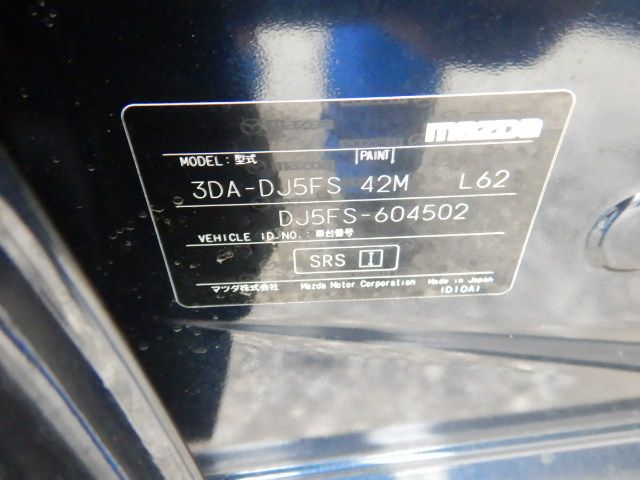 mazda
MODEL: 型式 PAINT
3DA-DJ5FS 42M L62
DJ5FS-604502
VEHICLE ID.NO.: 車台番号
SRS I
マツダ株式会社 Mazda Motor Corporation Made in Japan
(D10A)